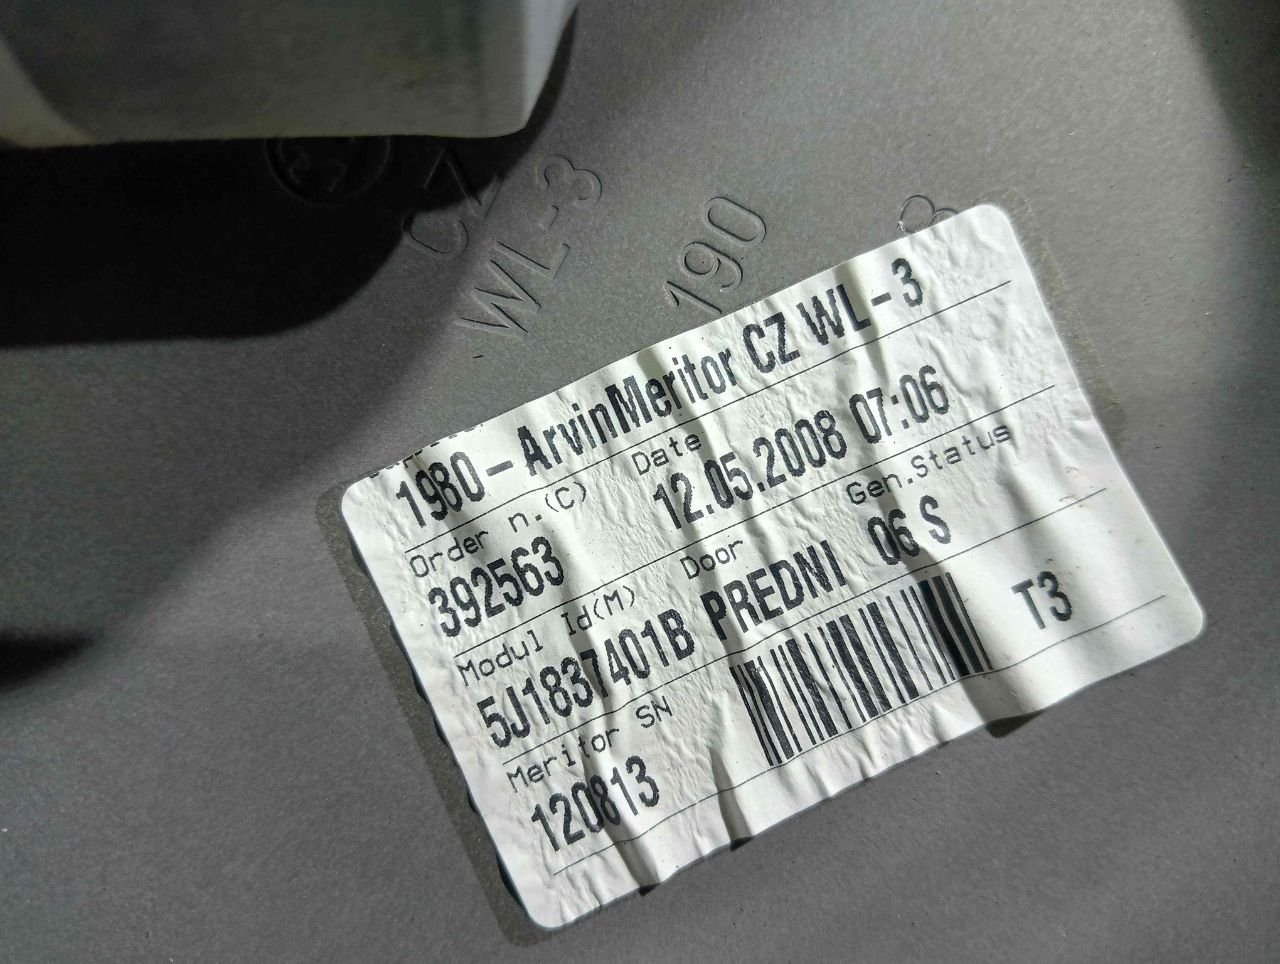 CZ
WL-3
190
1980 - ArvinMeritor CZ WL - 3
Order n.(C) Date
392563 12.05.2008 07:06
Modul Id(M) Door Gen.Status
5J1837401B PREDNI 06 S
Meritor SN
120813 T3